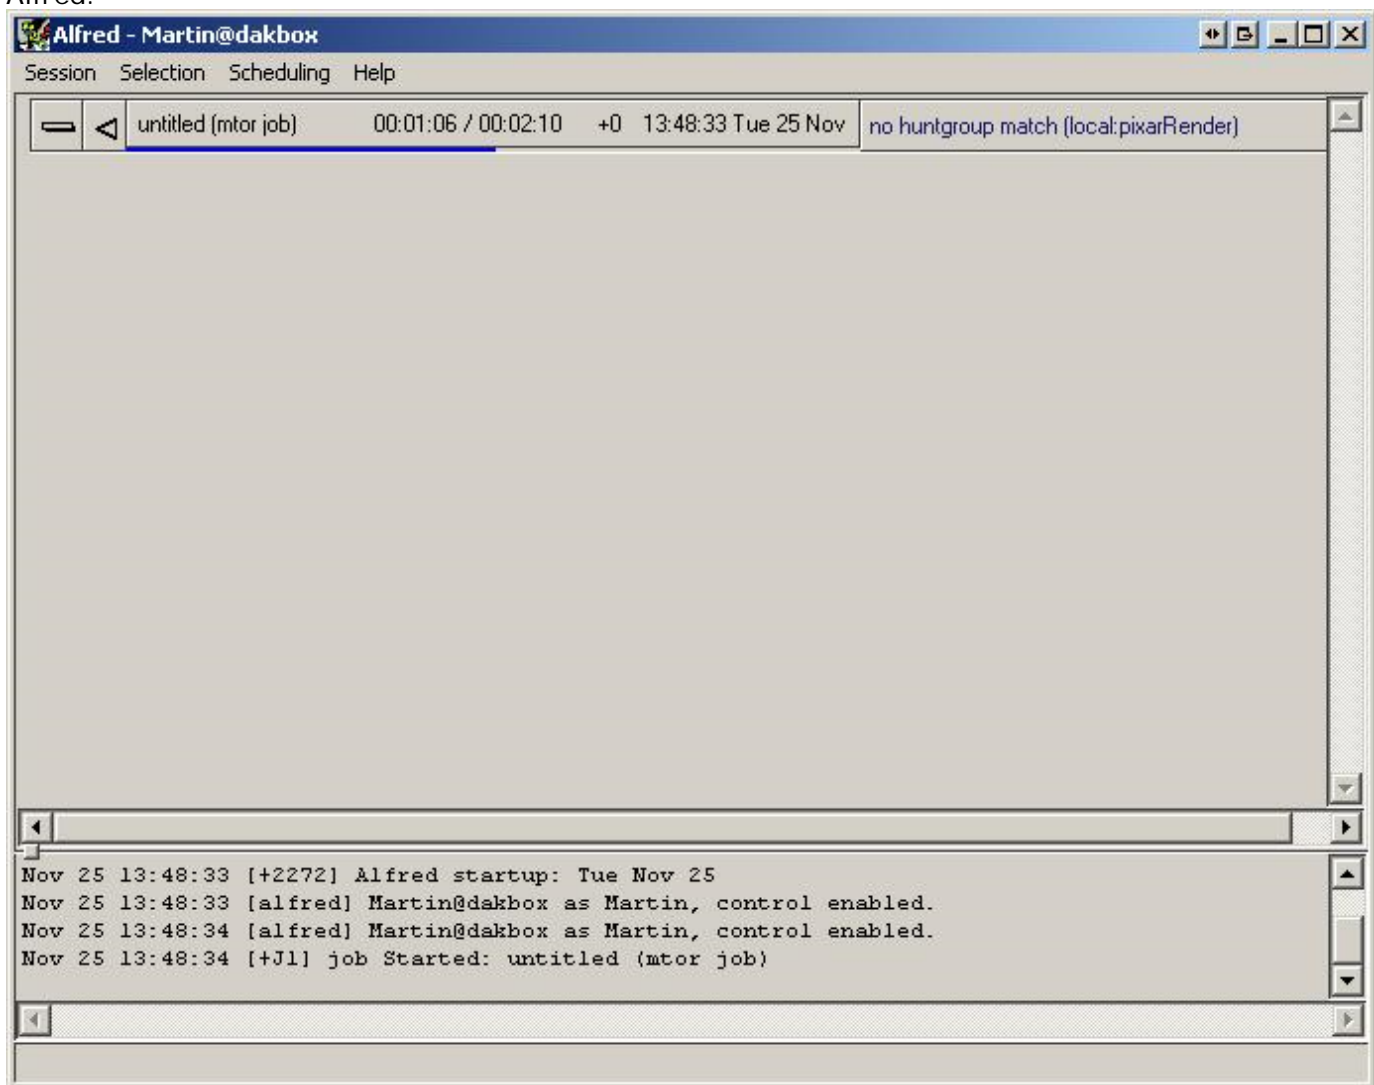 Alfred:
Alfred - Martin@dakbox
Session Selection Scheduling Help
untitled (mtor job) 00:01:06 / 00:02:10 +0 13:48:33 Tue 25 Nov no huntgroup match (local:pixarRender)
Nov 25 13:48:33 [+2272] Alfred startup: Tue Nov 25
Nov 25 13:48:33 [alfred] Martin@dakbox as Martin, control enabled.
Nov 25 13:48:34 [alfred] Martin@dakbox as Martin, control enabled.
Nov 25 13:48:34 [+J1] job Started: untitled (mtor job)